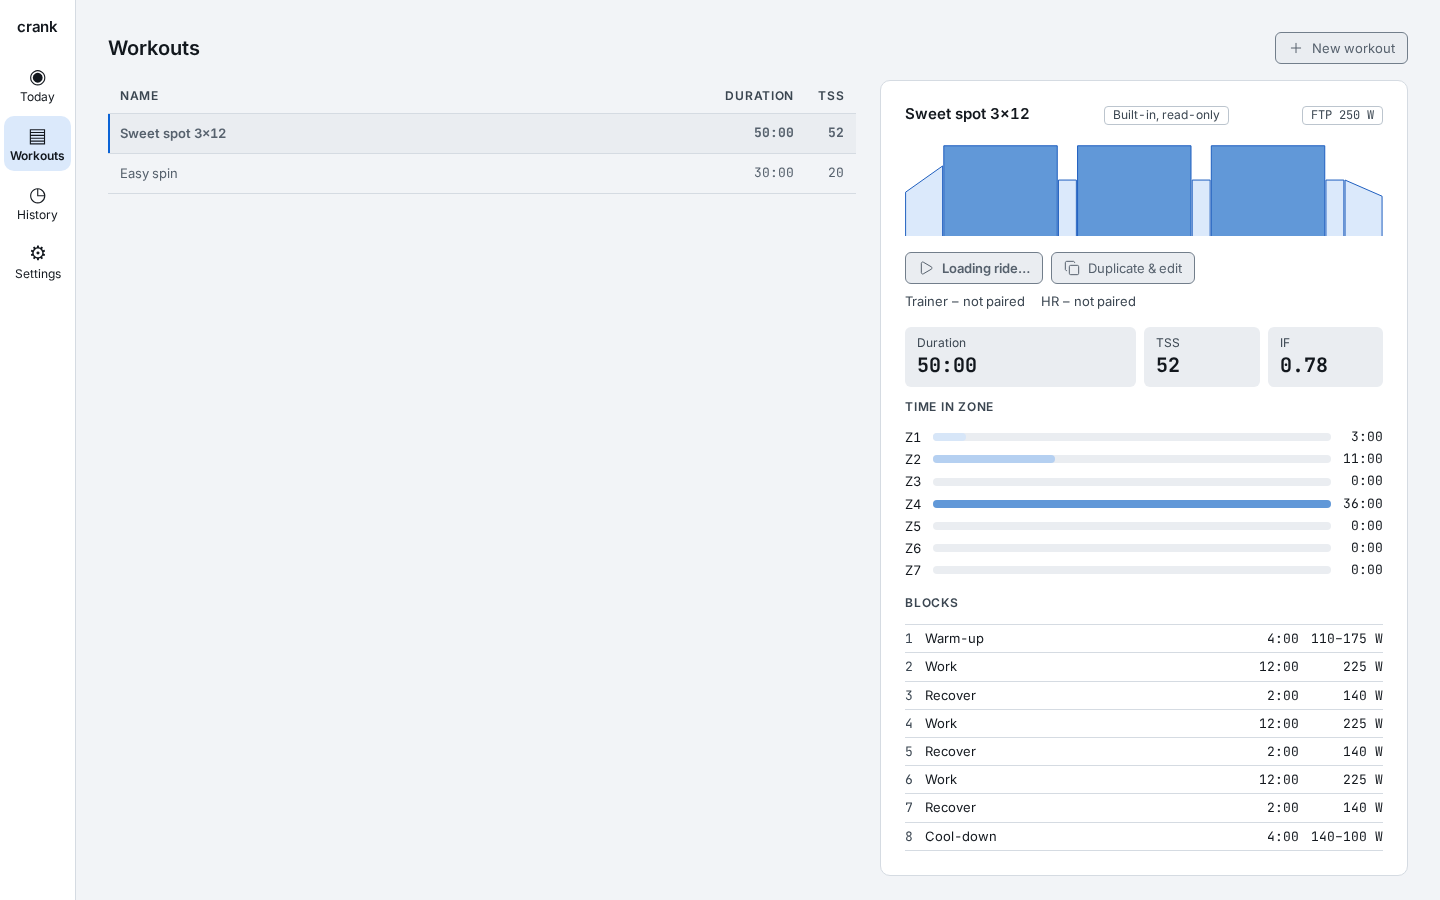 crank
Today
Workouts
History
Settings
Workouts
New workout
NAME DURATION TSS
Sweet spot 3×12 50:00 52
Easy spin 30:00 20
Sweet spot 3×12 Built-in, read-only FTP 250 W
Loading ride… Duplicate & edit
Trainer – not paired HR – not paired
Duration TSS IF
50:00 52 0.78
TIME IN ZONE
Z1 3:00
Z2 11:00
Z3 0:00
Z4 36:00
Z5 0:00
Z6 0:00
Z7 0:00
BLOCKS
1 Warm-up 4:00 110–175 W
2 Work 12:00 225 W
3 Recover 2:00 140 W
4 Work 12:00 225 W
5 Recover 2:00 140 W
6 Work 12:00 225 W
7 Recover 2:00 140 W
8 Cool-down 4:00 140–100 W